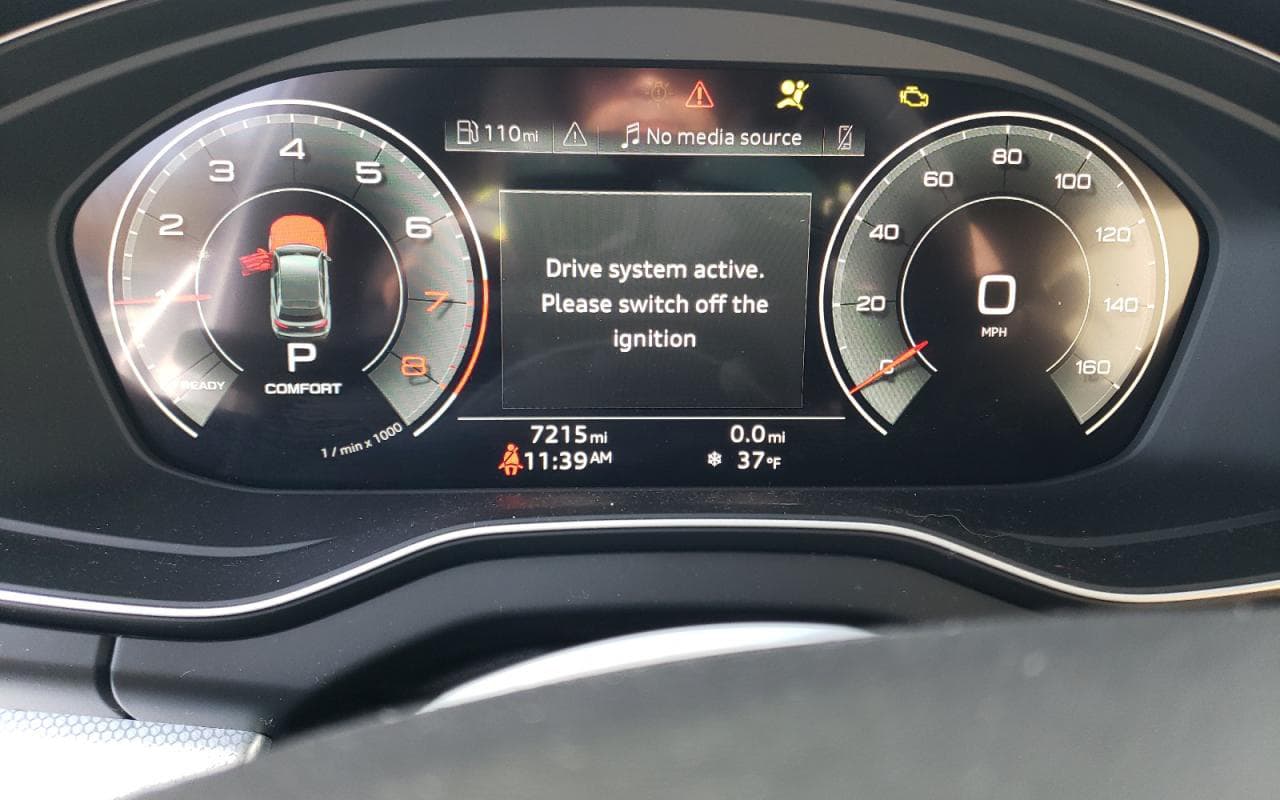 110mi
No media source
1
2
3
4
5
6
7
8
READY
P
COMFORT
1 / min x 1000
Drive system active.
Please switch off the
ignition
7215mi
0.0mi
11:39AM
37°F
0
20
40
60
80
100
120
140
160
0
MPH